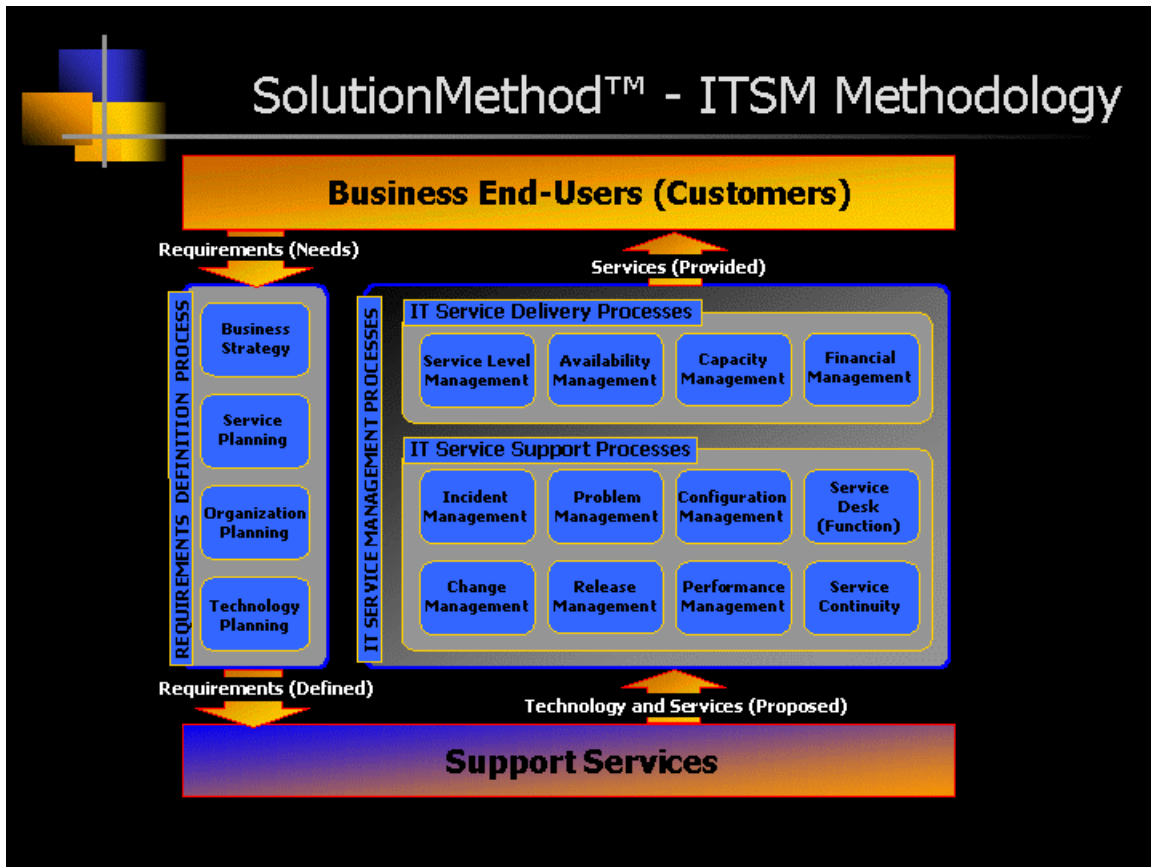 SolutionMethod™ - ITSM Methodology
Business End-Users (Customers)
Requirements (Needs)
Services (Provided)
REQUIREMENTS DEFINITION PROCESS
Business
Strategy
Service
Planning
Organization
Planning
Technology
Planning
IT SERVICE MANAGEMENT PROCESSES
IT Service Delivery Processes
Service Level
Management
Availability
Management
Capacity
Management
Financial
Management
IT Service Support Processes
Incident
Management
Problem
Management
Configuration
Management
Service
Desk
(Function)
Change
Management
Release
Management
Performance
Management
Service
Continuity
Requirements (Defined)
Technology and Services (Proposed)
Support Services